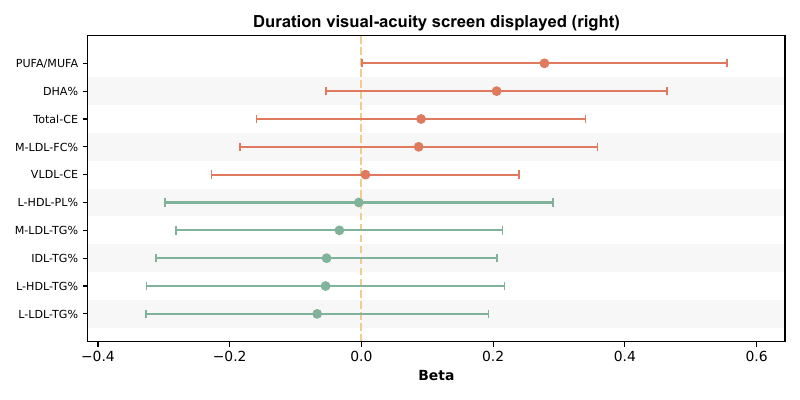 Duration visual-acuity screen displayed (right)
PUFA/MUFA
DHA%
Total-CE
M-LDL-FC%
VLDL-CE
L-HDL-PL%
M-LDL-TG%
IDL-TG%
L-HDL-TG%
L-LDL-TG%
−0.4 −0.2 0.0 0.2 0.4 0.6
Beta